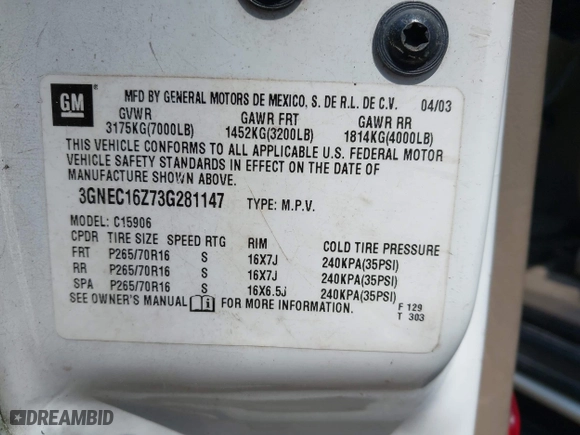 GM MFD BY GENERAL MOTORS DE MEXICO, S. DE R.L. DE C.V. 04/03
GVWR GAWR FRT GAWR RR
3175KG(7000LB) 1452KG(3200LB) 1814KG(4000LB)
THIS VEHICLE CONFORMS TO ALL APPLICABLE U.S. FEDERAL MOTOR
VEHICLE SAFETY STANDARDS IN EFFECT ON THE DATE OF
MANUFACTURE SHOWN ABOVE.
3GNEC16Z73G281147 TYPE: M.P.V.
MODEL: C15906
CPDR TIRE SIZE SPEED RTG RIM COLD TIRE PRESSURE
FRT P265/70R16 S 16X7J 240KPA(35PSI)
RR P265/70R16 S 16X7J 240KPA(35PSI)
SPA P265/70R16 S 16X6.5J 240KPA(35PSI)
SEE OWNER'S MANUAL FOR MORE INFORMATION. F 129
T 303
DREAMBID